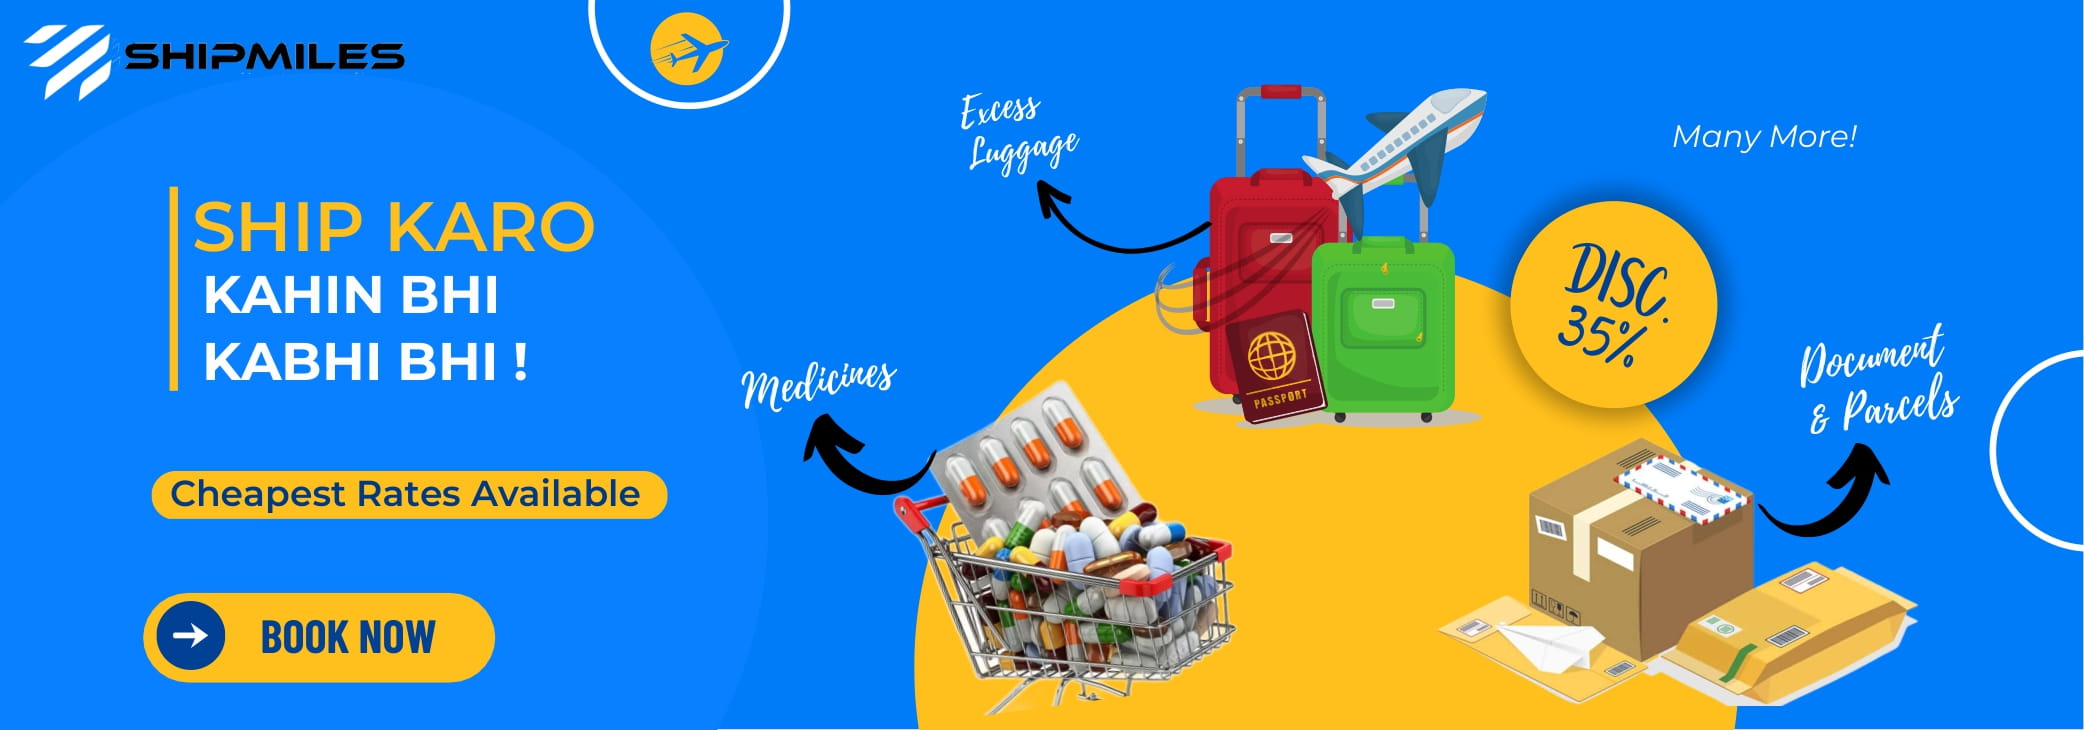 SHIPMILES
SHIP KARO
KAHIN BHI
KABHI BHI !
Cheapest Rates Available
BOOK NOW
Medicines
Excess
Luggage
PASSPORT
Many More!
DISC.
35%
Document
& Parcels